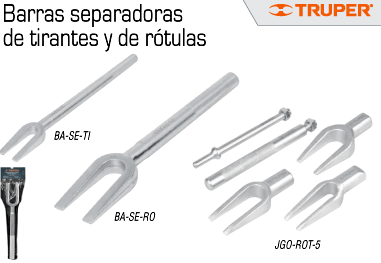 Barras separadoras
de tirantes y de rótulas
TRUPER®
BA-SE-TI
BA-SE-RO
JGO-ROT-5